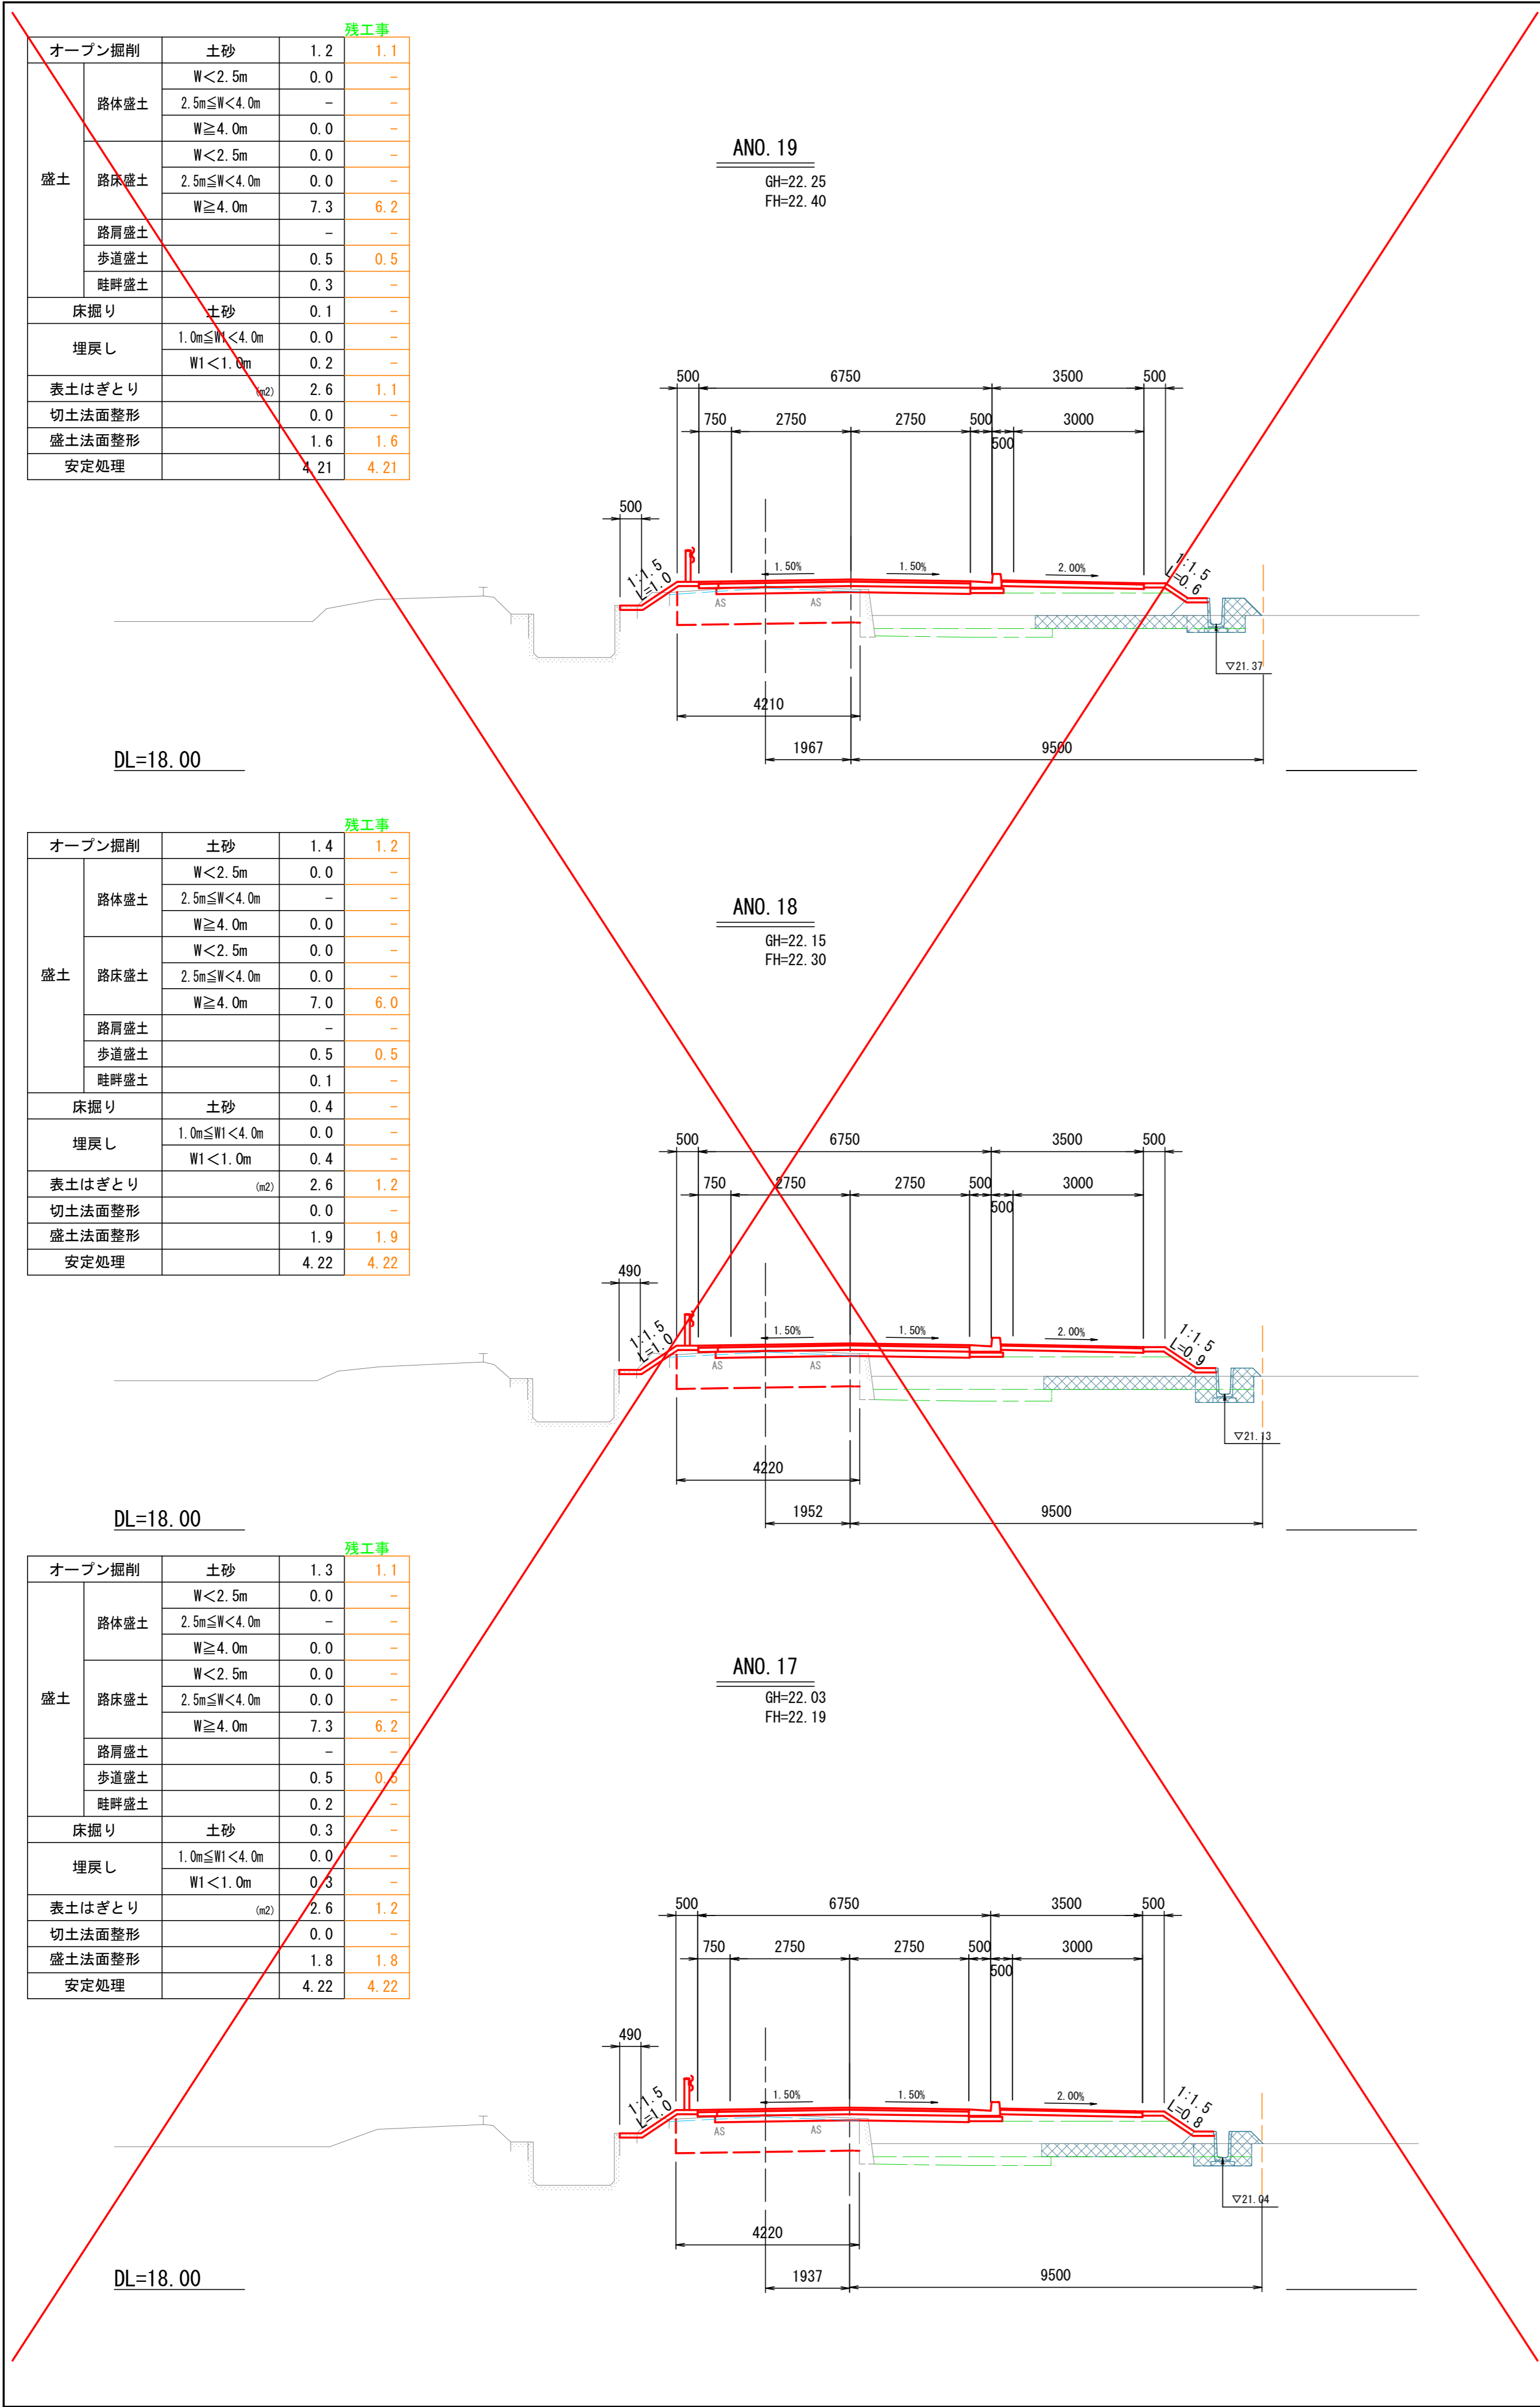 残工事
オープン掘削 土砂 1.2 1.1
盛土 路体盛土 W<2.5m 0.0 -
2.5m≦W<4.0m - -
W≧4.0m 0.0 -
路床盛土 W<2.5m 0.0 -
2.5m≦W<4.0m 0.0 -
W≧4.0m 7.3 6.2
路肩盛土 - -
歩道盛土 0.5 0.5
畦畔盛土 0.3 -
床掘り 土砂 0.1 -
埋戻し 1.0m≦W1<4.0m 0.0 -
W1<1.0m 0.2 -
表土はぎとり (m2) 2.6 1.1
切土法面整形 0.0 -
盛土法面整形 1.6 1.6
安定処理 4.21 4.21
ANO.19
GH=22.25
FH=22.40
500 6750 3500 500
750 2750 2750 500 3000
500
500
1:1.5
L=1.0
1.50% 1.50% 2.00%
1:1.5
L=0.6
AS AS
▽21.37
4210
1967 9500
DL=18.00
残工事
オープン掘削 土砂 1.4 1.2
盛土 路体盛土 W<2.5m 0.0 -
2.5m≦W<4.0m - -
W≧4.0m 0.0 -
路床盛土 W<2.5m 0.0 -
2.5m≦W<4.0m 0.0 -
W≧4.0m 7.0 6.0
路肩盛土 - -
歩道盛土 0.5 0.5
畦畔盛土 0.1 -
床掘り 土砂 0.4 -
埋戻し 1.0m≦W1<4.0m 0.0 -
W1<1.0m 0.4 -
表土はぎとり (m2) 2.6 1.2
切土法面整形 0.0 -
盛土法面整形 1.9 1.9
安定処理 4.22 4.22
ANO.18
GH=22.15
FH=22.30
500 6750 3500 500
750 2750 2750 500 3000
500
490
1:1.5
L=1.0
1.50% 1.50% 2.00%
1:1.5
L=0.9
AS AS
▽21.13
4220
1952 9500
DL=18.00
残工事
オープン掘削 土砂 1.3 1.1
盛土 路体盛土 W<2.5m 0.0 -
2.5m≦W<4.0m - -
W≧4.0m 0.0 -
路床盛土 W<2.5m 0.0 -
2.5m≦W<4.0m 0.0 -
W≧4.0m 7.3 6.2
路肩盛土 - -
歩道盛土 0.5 0.5
畦畔盛土 0.2 -
床掘り 土砂 0.3 -
埋戻し 1.0m≦W1<4.0m 0.0 -
W1<1.0m 0.3 -
表土はぎとり (m2) 2.6 1.2
切土法面整形 0.0 -
盛土法面整形 1.8 1.8
安定処理 4.22 4.22
ANO.17
GH=22.03
FH=22.19
500 6750 3500 500
750 2750 2750 500 3000
500
490
1:1.5
L=1.0
1.50% 1.50% 2.00%
1:1.5
L=0.8
AS AS
▽21.04
4220
1937 9500
DL=18.00